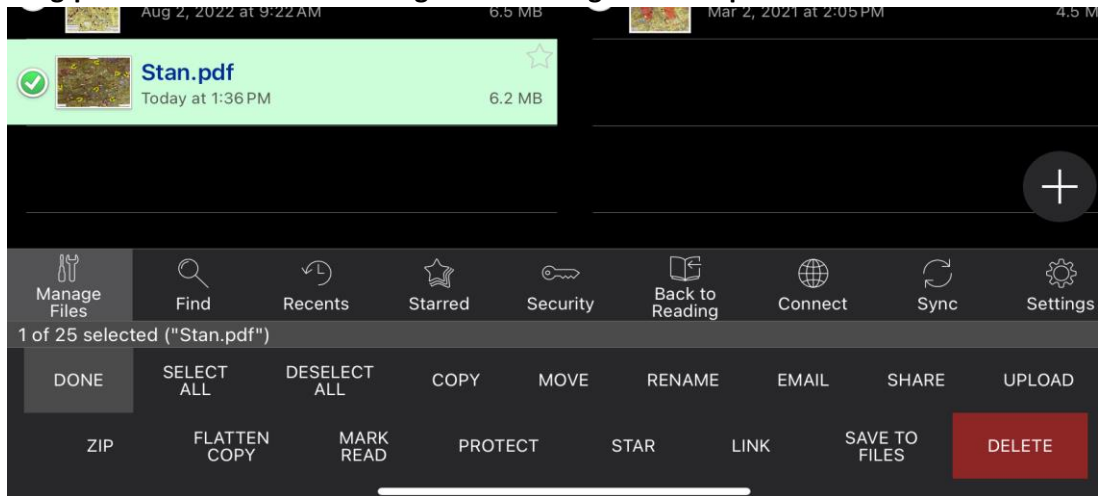 Aug 2, 2022 at 9:22 AM 6.5 MB
Mar 2, 2021 at 2:05 PM 4.5 M
Stan.pdf
Today at 1:36 PM 6.2 MB
Manage Files
Find
Recents
Starred
Security
Back to Reading
Connect
Sync
Settings
1 of 25 selected ("Stan.pdf")
DONE
SELECT ALL
DESELECT ALL
COPY
MOVE
RENAME
EMAIL
SHARE
UPLOAD
ZIP
FLATTEN COPY
MARK READ
PROTECT
STAR
LINK
SAVE TO FILES
DELETE